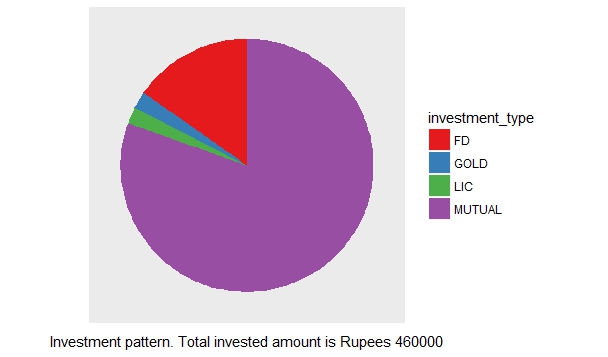 investment_type
FD
GOLD
LIC
MUTUAL
Investment pattern. Total invested amount is Rupees 460000